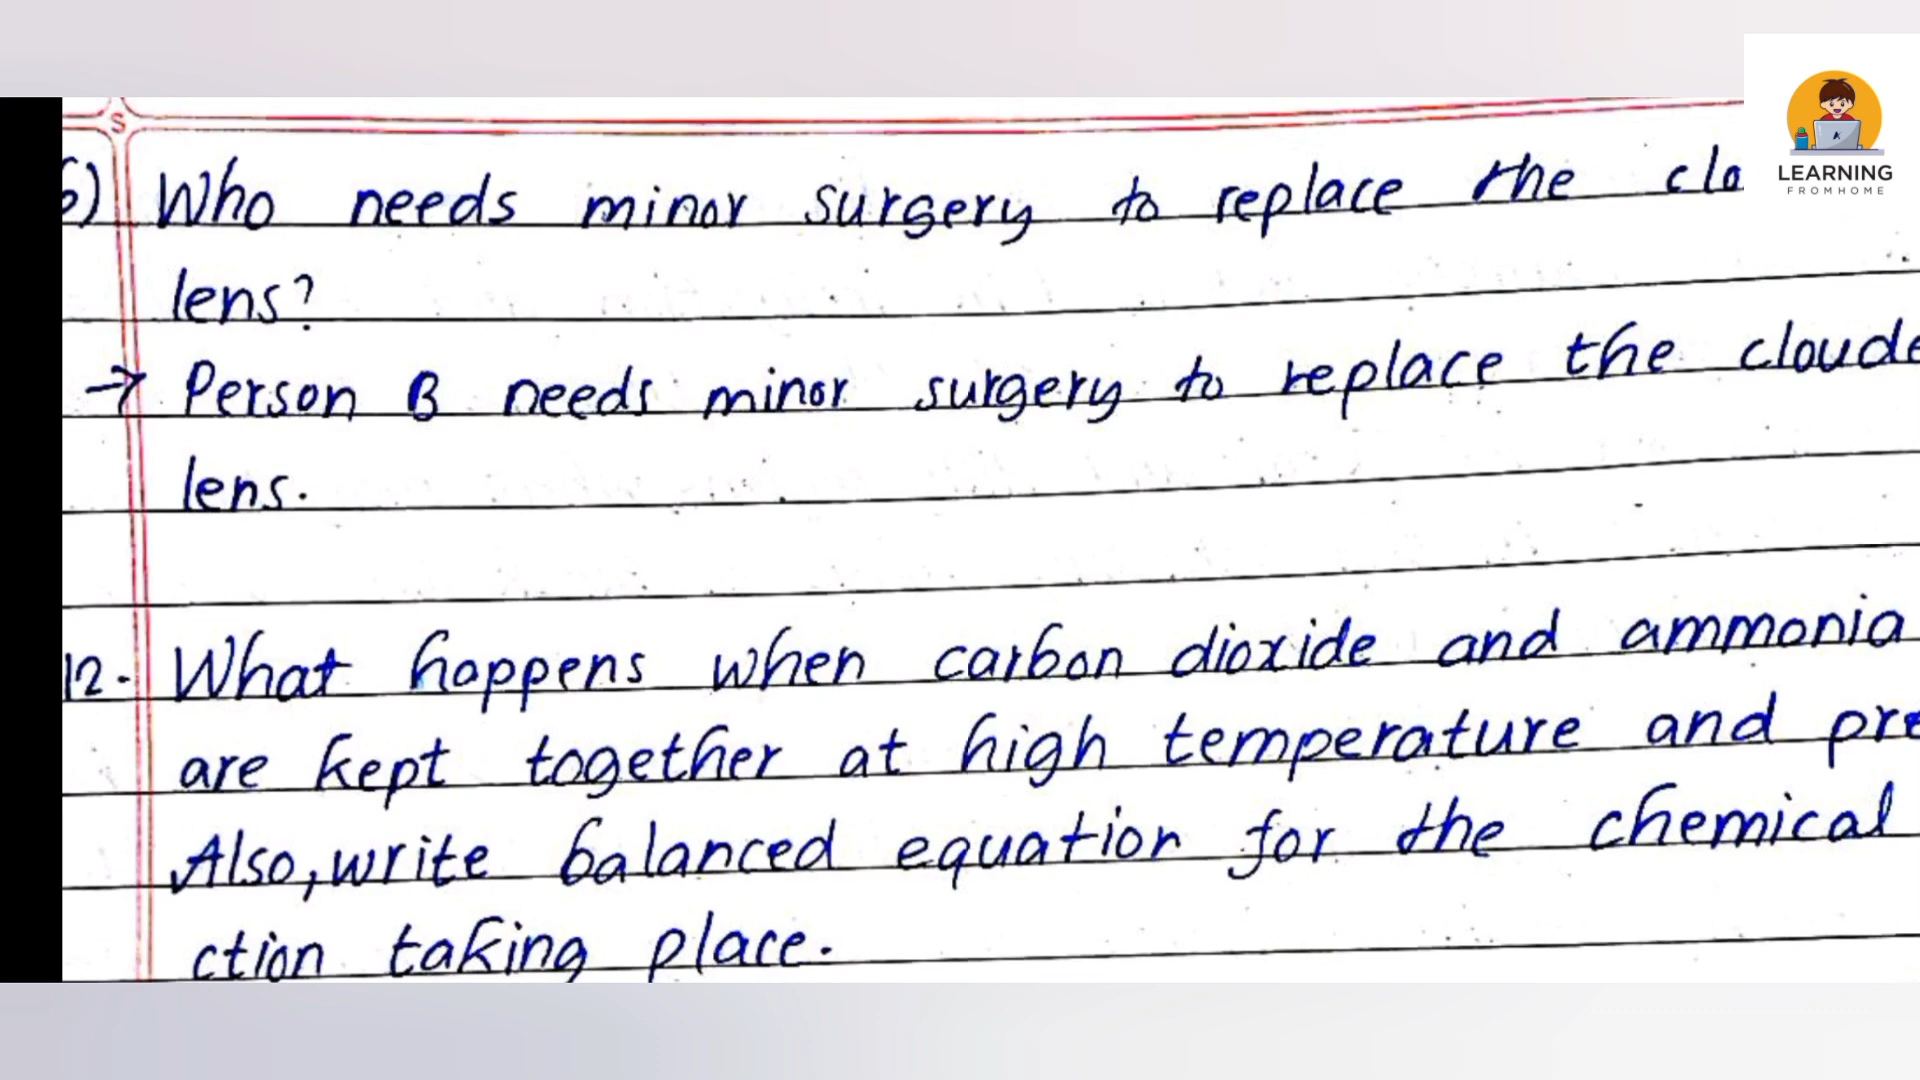 Who needs minor surgery to replace the clo
lens?
→ Person B needs minor surgery to replace the cloude
lens.
12. What happens when carbon dioxide and ammonia
are kept together at high temperature and pre
Also, write balanced equation for the chemical
ction taking place.
S
LEARNING
FROMHOME